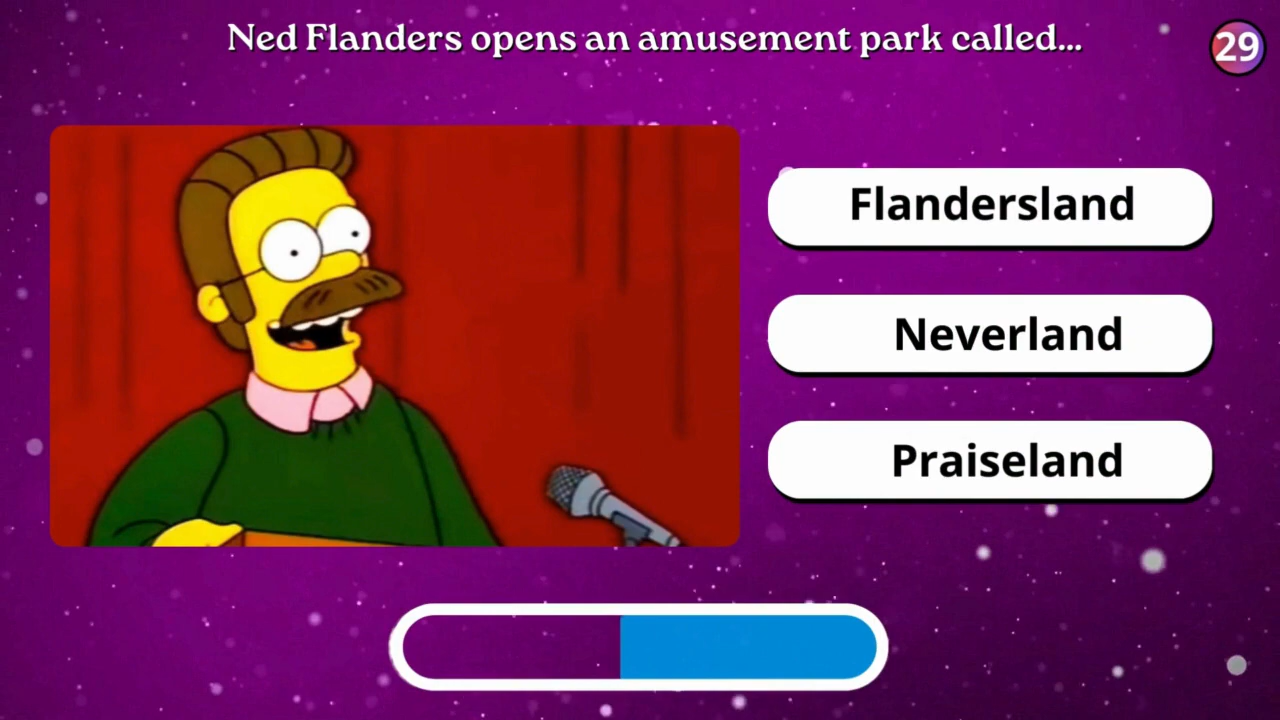 Ned Flanders opens an amusement park called...
29
Flandersland
Neverland
Praiseland